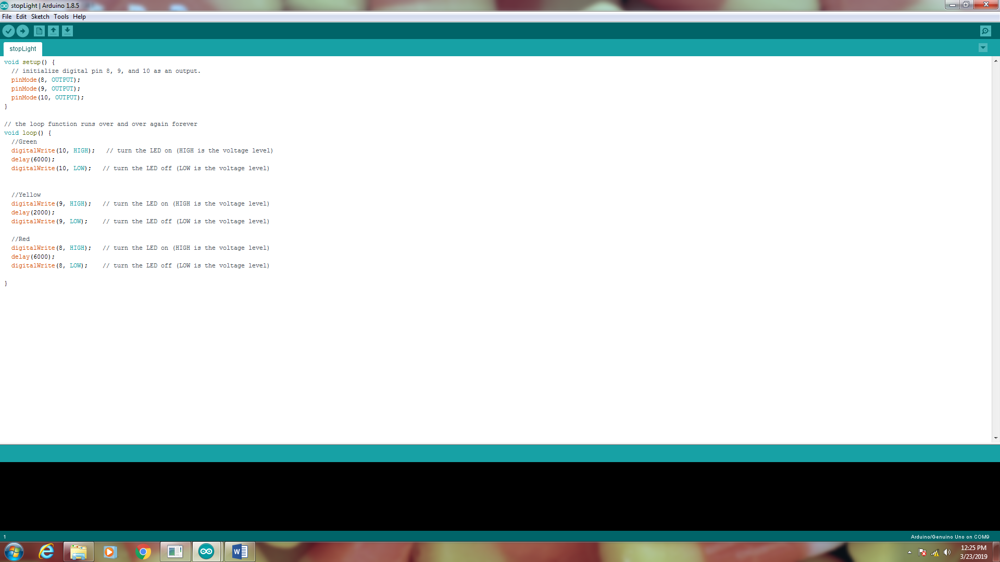 stopLight | Arduino 1.8.5
File Edit Sketch Tools Help
stopLight
void setup() {
  // initialize digital pin 8, 9, and 10 as an output.
  pinMode(8, OUTPUT);
  pinMode(9, OUTPUT);
  pinMode(10, OUTPUT);
}
// the loop function runs over and over again forever
void loop() {
  //Green
  digitalWrite(10, HIGH);   // turn the LED on (HIGH is the voltage level)
  delay(6000);
  digitalWrite(10, LOW);   // turn the LED off (LOW is the voltage level)
  //Yellow
  digitalWrite(9, HIGH);   // turn the LED on (HIGH is the voltage level)
  delay(2000);
  digitalWrite(9, LOW);    // turn the LED off (LOW is the voltage level)
  //Red
  digitalWrite(8, HIGH);   // turn the LED on (HIGH is the voltage level)
  delay(6000);
  digitalWrite(8, LOW);    // turn the LED off (LOW is the voltage level)
}
1
Arduino/Genuino Uno on COM9
12:25 PM
3/23/2019